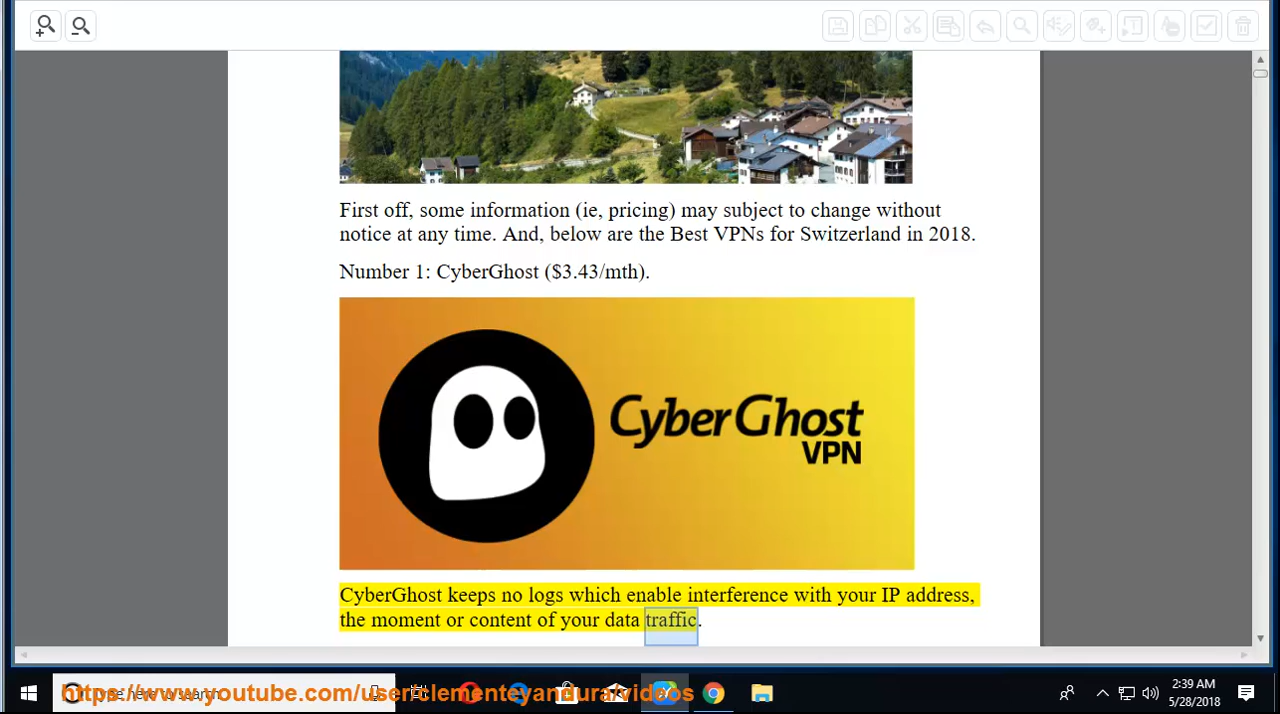 First off, some information (ie, pricing) may subject to change without
notice at any time. And, below are the Best VPNs for Switzerland in 2018.
Number 1: CyberGhost ($3.43/mth).
CyberGhost
VPN
CyberGhost keeps no logs which enable interference with your IP address,
the moment or content of your data traffic.
https://www.youtube.com/user/clementeyandura/videos
2:39 AM
5/28/2018